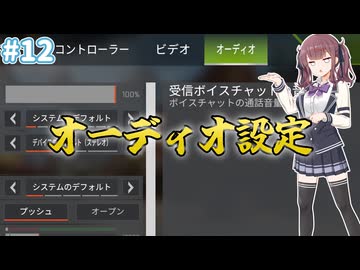 #12
コントローラー ビデオ オーディオ
100%
受信ボイスチャット
ボイスチャットの通話音量
システム
デフォルト
デバイス
(ステレオ)
オーディオ設定
システムのデフォルト
プッシュ オープン